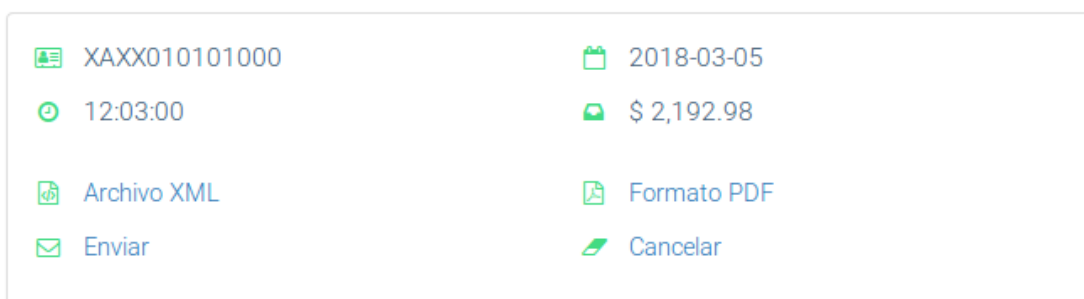 XAXX010101000
2018-03-05
12:03:00
$ 2,192.98
Archivo XML
Formato PDF
Enviar
Cancelar